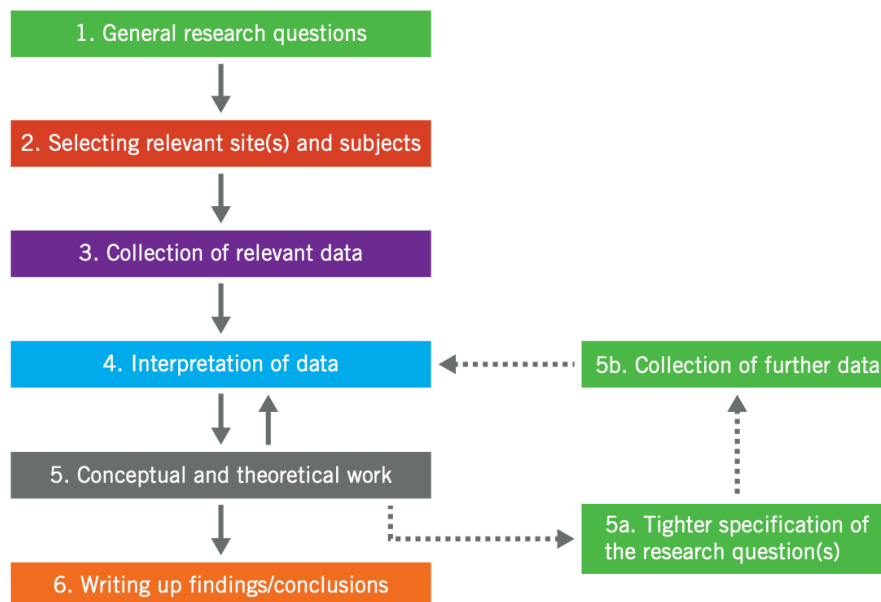 1. General research questions
2. Selecting relevant site(s) and subjects
3. Collection of relevant data
4. Interpretation of data
5b. Collection of further data
5. Conceptual and theoretical work
5a. Tighter specification of
the research question(s)
6. Writing up findings/conclusions